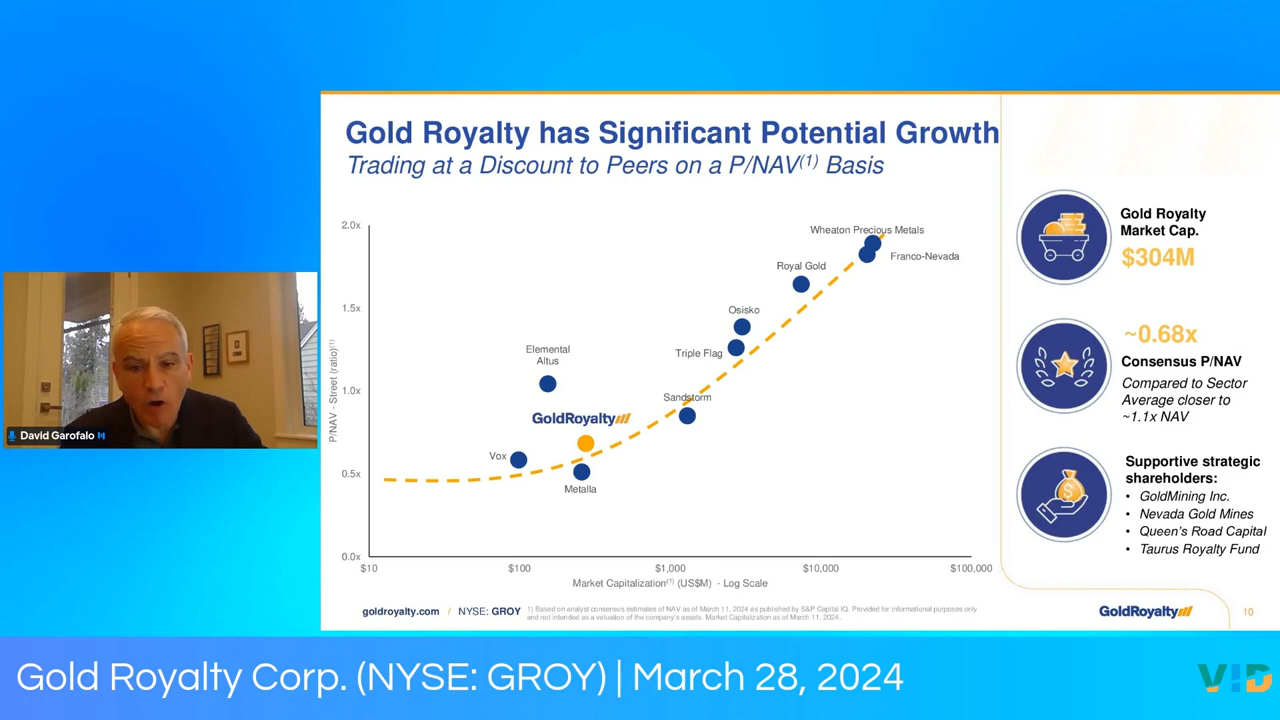 Gold Royalty has Significant Potential Growth
Trading at a Discount to Peers on a P/NAV(1) Basis
P/NAV - Street (ratio)(1)
2.0x
1.5x
1.0x
0.5x
0.0x
$10
$100
$1,000
$10,000
$100,000
Market Capitalization(1) (US$M) - Log Scale
Wheaton Precious Metals
Franco-Nevada
Royal Gold
Osisko
Triple Flag
Elemental
Altus
Sandstorm
GoldRoyalty
Vox
Metalla
Gold Royalty
Market Cap.
$304M
~0.68x
Consensus P/NAV
Compared to Sector
Average closer to
~1.1x NAV
Supportive strategic
shareholders:
• GoldMining Inc.
• Nevada Gold Mines
• Queen's Road Capital
• Taurus Royalty Fund
goldroyalty.com / NYSE: GROY
1) Based on analyst consensus estimates of NAV as of March 11, 2024 as published by S&P Capital IQ. Provided for informational purposes only
and not intended as a valuation of the company's assets. Market Capitalization as of March 11, 2024.
GoldRoyalty
10
David Garofalo
Gold Royalty Corp. (NYSE: GROY) | March 28, 2024
VID